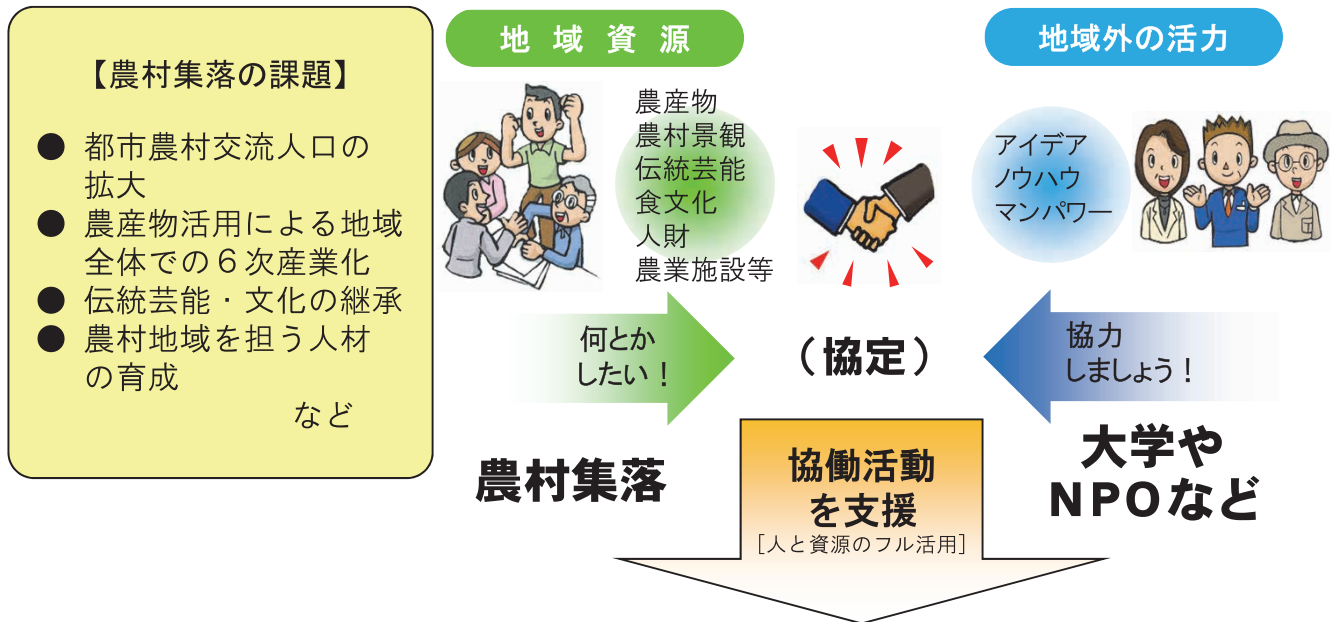 【農村集落の課題】
● 都市農村交流人口の
拡大
● 農産物活用による地域
全体での６次産業化
● 伝統芸能・文化の継承
● 農村地域を担う人材
の育成
など
地域資源
農産物
農村景観
伝統芸能
食文化
人財
農業施設等
何とか
したい！
農村集落
（協定）
地域外の活力
アイデア
ノウハウ
マンパワー
協力
しましょう！
大学や
NPOなど
協働活動
を支援
［人と資源のフル活用］